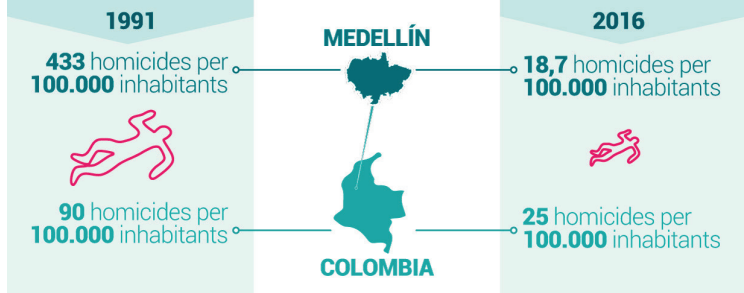 1991
433 homicides per
100.000 inhabitants
90 homicides per
100.000 inhabitants
MEDELLÍN
COLOMBIA
2016
18,7 homicides per
100.000 inhabitants
25 homicides per
100.000 inhabitants